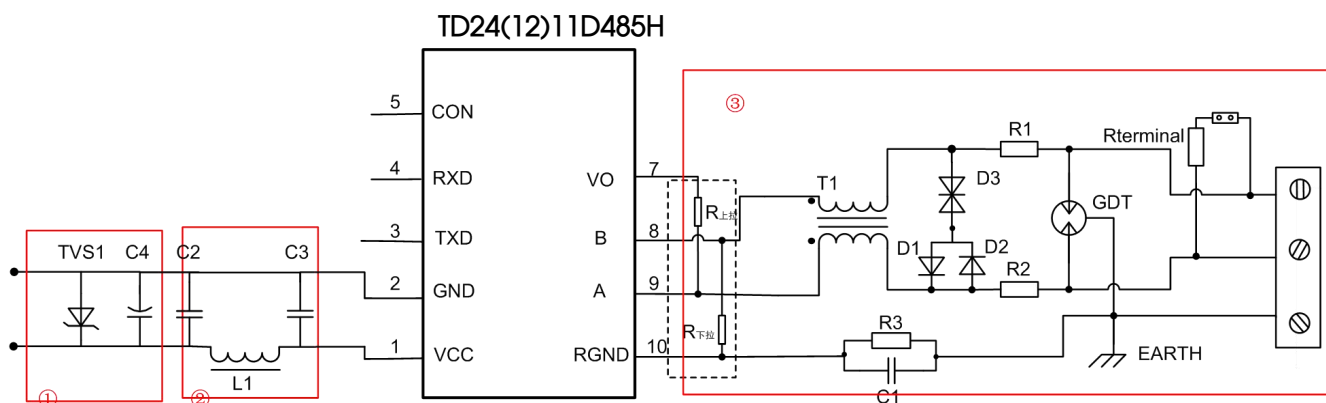 TD24(12)11D485H
③
5
CON
4
RXD
3
TXD
2
GND
1
VCC
7
VO
8
B
9
A
10
RGND
TVS1
C4
C2
C3
L1
①
②
R上拉
R下拉
T1
D3
D1
D2
R1
R2
GDT
Rterminal
R3
C1
EARTH